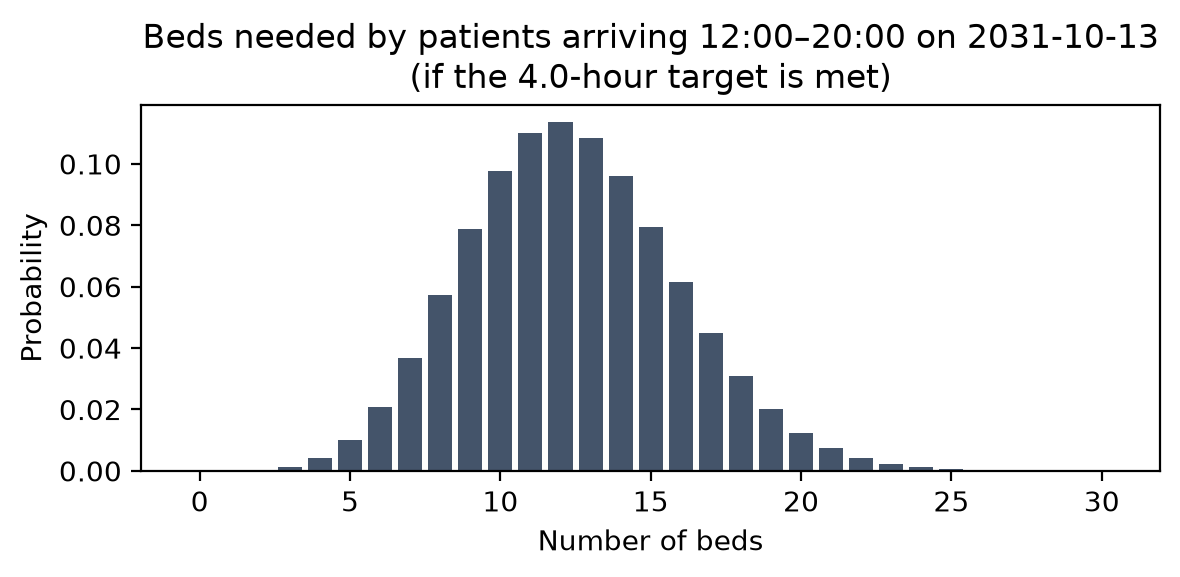 Beds needed by patients arriving 12:00–20:00 on 2031-10-13
(if the 4.0-hour target is met)
Probability
0.10
0.08
0.06
0.04
0.02
0.00
0 5 10 15 20 25 30
Number of beds